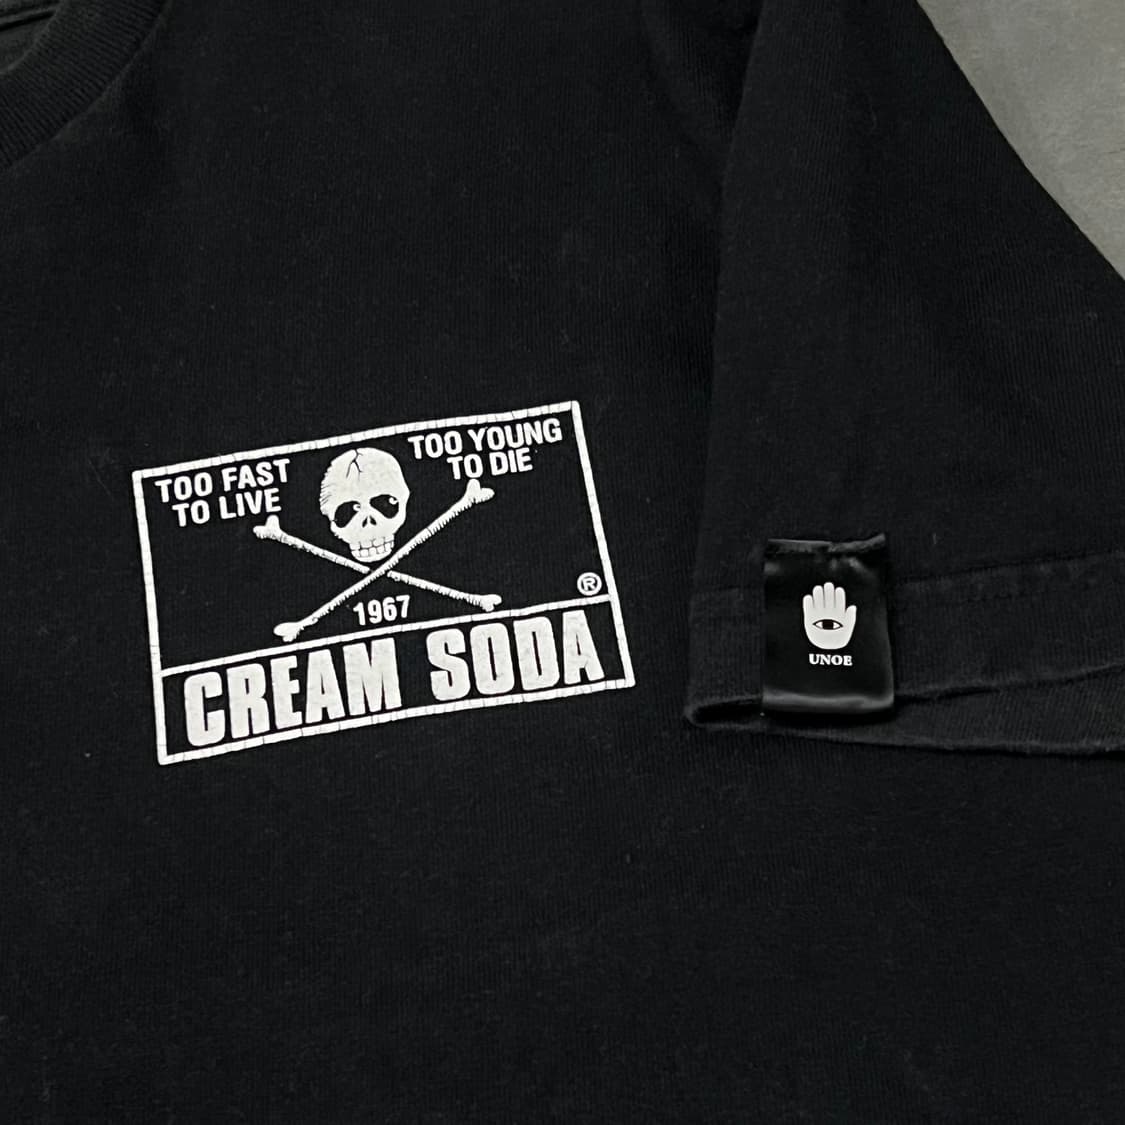 TOO FAST
TO LIVE
TOO YOUNG
TO DIE
®
1967
CREAM SODA
UNOE